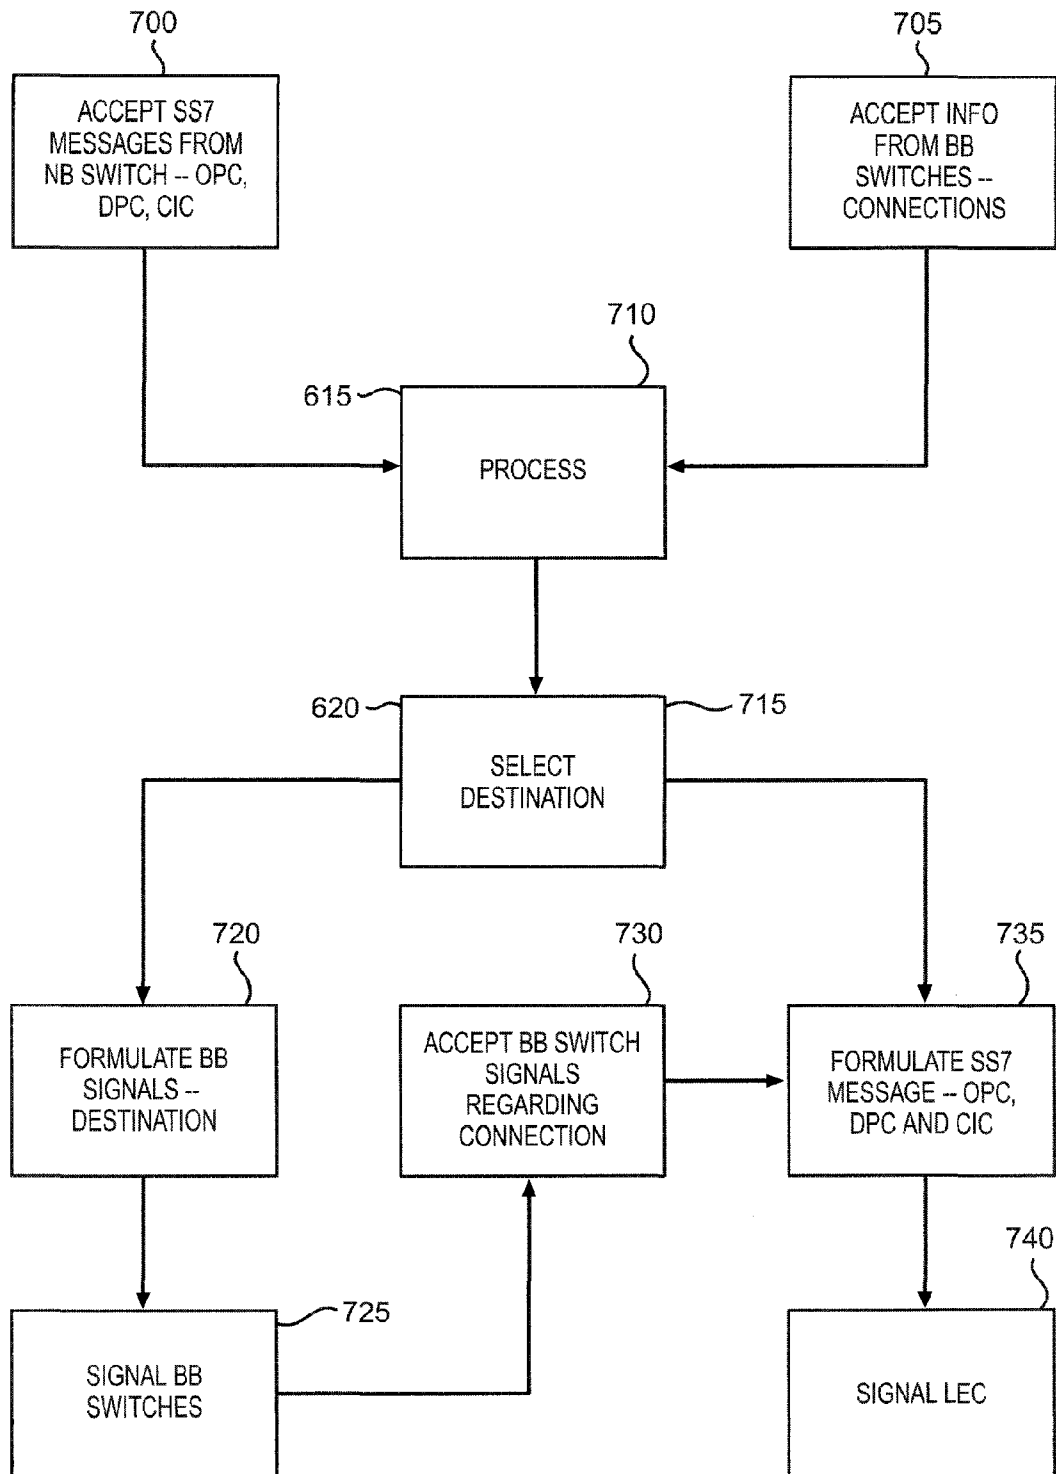 700
ACCEPT SS7
MESSAGES FROM
NB SWITCH -- OPC,
DPC, CIC
705
ACCEPT INFO
FROM BB
SWITCHES --
CONNECTIONS
710
615
PROCESS
620
715
SELECT
DESTINATION
720
FORMULATE BB
SIGNALS --
DESTINATION
730
ACCEPT BB SWITCH
SIGNALS
REGARDING
CONNECTION
735
FORMULATE SS7
MESSAGE -- OPC,
DPC AND CIC
725
SIGNAL BB
SWITCHES
740
SIGNAL LEC